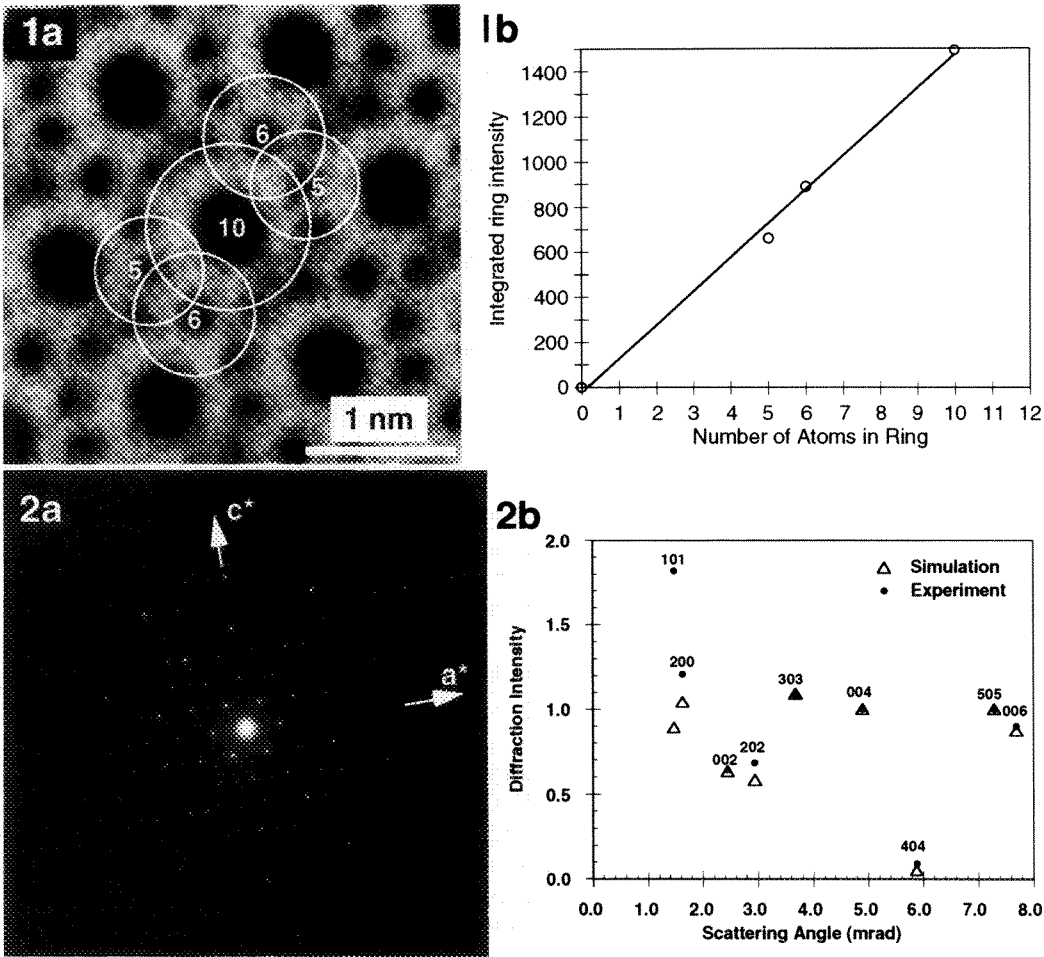 1a
6
5
10
5
6
1 nm
1b
1400
1200
1000
800
600
400
200
0
Integrated ring intensity
0 1 2 3 4 5 6 7 8 9 10 11 12
Number of Atoms in Ring
2a
c*
a*
2b
2.0
1.5
1.0
0.5
0.0
Diffraction Intensity
101
200
303
004
505
006
002
202
404
Simulation
Experiment
0.0 1.0 2.0 3.0 4.0 5.0 6.0 7.0 8.0
Scattering Angle (mrad)